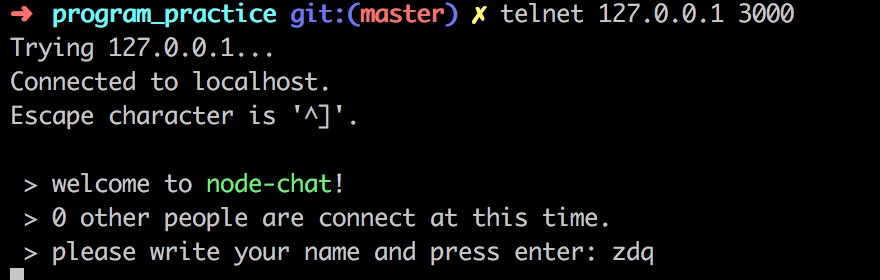 ➜ program_practice git:(master) ✗ telnet 127.0.0.1 3000
Trying 127.0.0.1...
Connected to localhost.
Escape character is '^]'.
> welcome to node-chat!
> 0 other people are connect at this time.
> please write your name and press enter: zdq